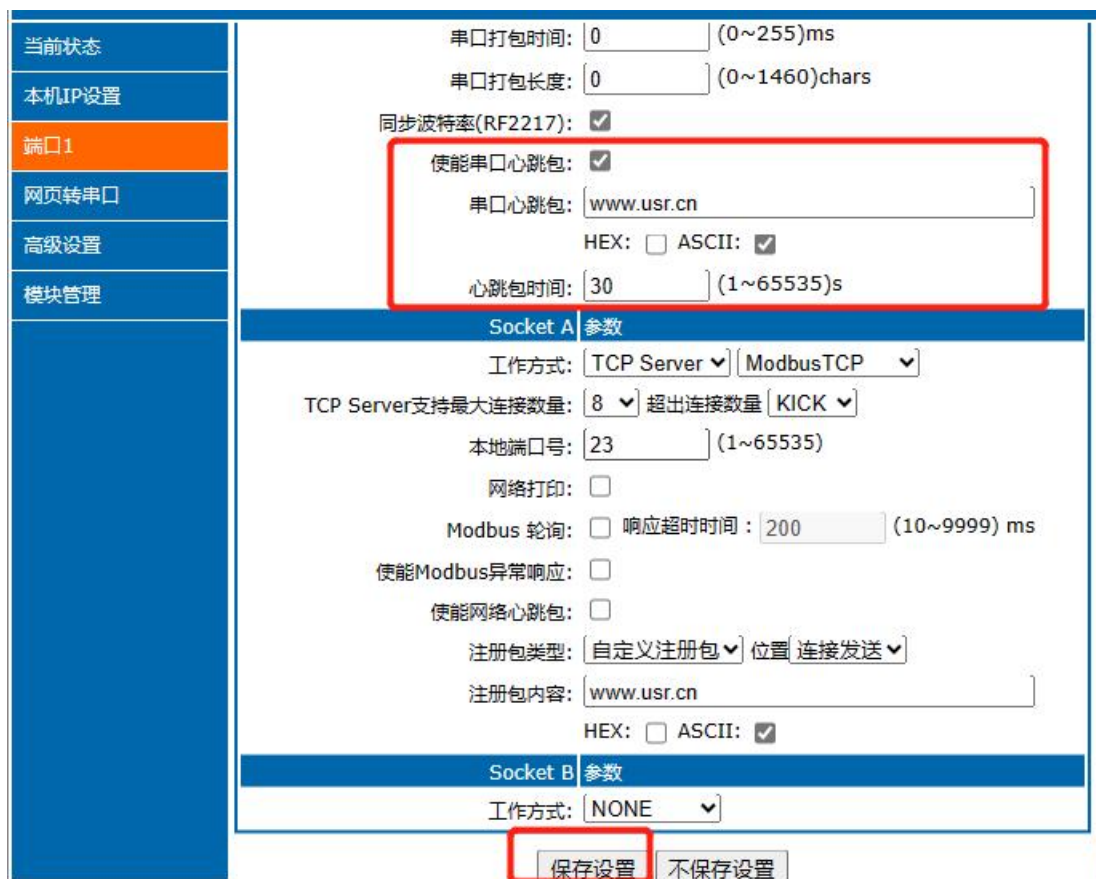 当前状态
本机IP设置
端口1
网页转串口
高级设置
模块管理
串口打包时间: 0 (0~255)ms
串口打包长度: 0 (0~1460)chars
同步波特率(RF2217):
使能串口心跳包:
串口心跳包: www.usr.cn
HEX: ASCII:
心跳包时间: 30 (1~65535)s
Socket A 参数
工作方式: TCP Server ModbusTCP
TCP Server支持最大连接数量: 8 超出连接数量 KICK
本地端口号: 23 (1~65535)
网络打印:
Modbus 轮询: 响应超时时间: 200 (10~9999) ms
使能Modbus异常响应:
使能网络心跳包:
注册包类型: 自定义注册包 位置 连接发送
注册包内容: www.usr.cn
HEX: ASCII:
Socket B 参数
工作方式: NONE
保存设置 不保存设置